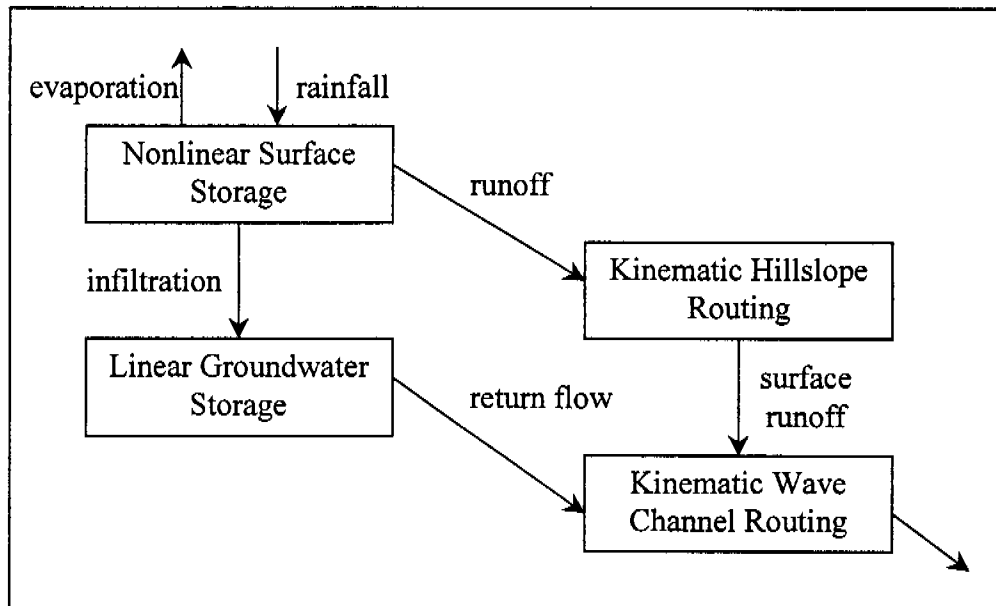 evaporation
rainfall
Nonlinear Surface
Storage
runoff
infiltration
Kinematic Hillslope
Routing
Linear Groundwater
Storage
return flow
surface
runoff
Kinematic Wave
Channel Routing